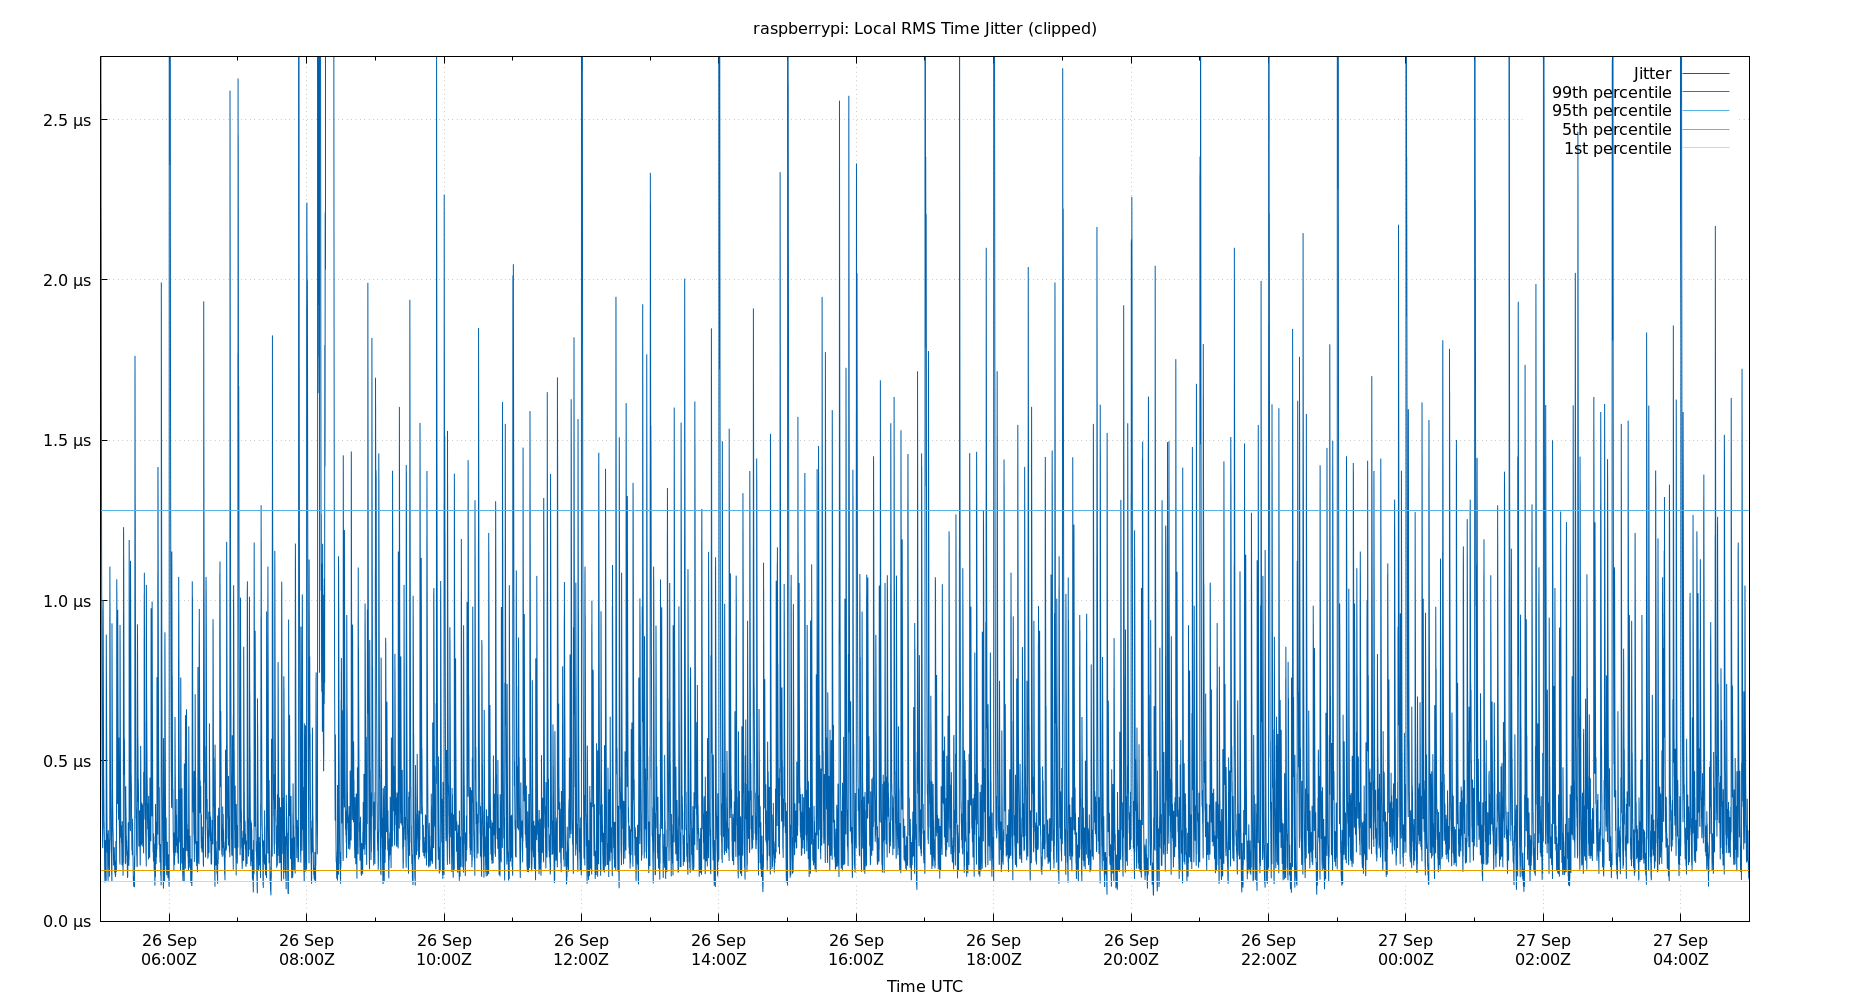 raspberrypi: Local RMS Time Jitter (clipped)
Jitter
99th percentile
95th percentile
5th percentile
1st percentile
2.5 µs
2.0 µs
1.5 µs
1.0 µs
0.5 µs
0.0 µs
26 Sep 26 Sep 26 Sep 26 Sep 26 Sep 26 Sep 26 Sep 26 Sep 26 Sep 27 Sep 27 Sep 27 Sep
06:00Z 08:00Z 10:00Z 12:00Z 14:00Z 16:00Z 18:00Z 20:00Z 22:00Z 00:00Z 02:00Z 04:00Z
Time UTC